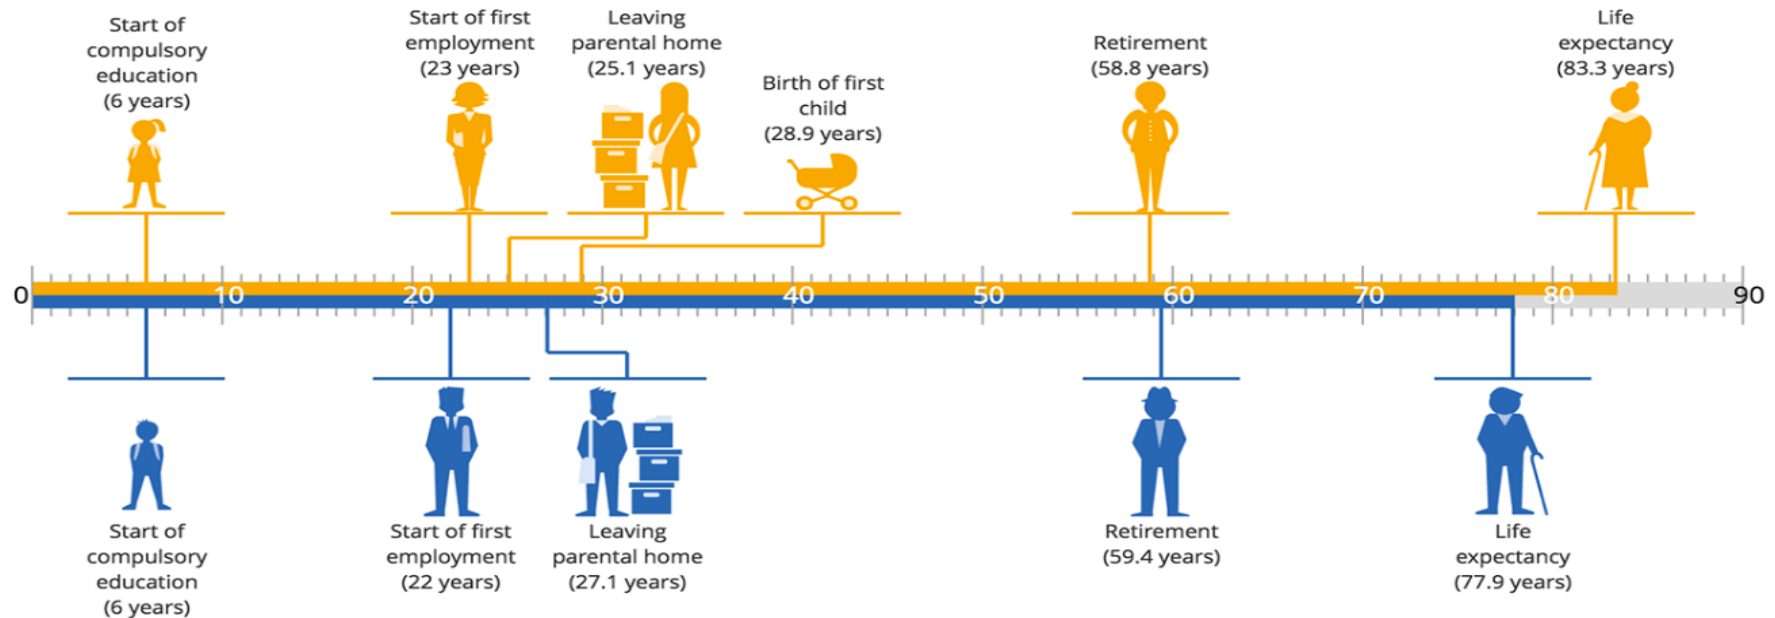 Start of
compulsory
education
(6 years)
Start of first
employment
(23 years)
Leaving
parental home
(25.1 years)
Birth of first
child
(28.9 years)
Retirement
(58.8 years)
Life
expectancy
(83.3 years)
0 10 20 30 40 50 60 70 80 90
Start of
compulsory
education
(6 years)
Start of first
employment
(22 years)
Leaving
parental home
(27.1 years)
Retirement
(59.4 years)
Life
expectancy
(77.9 years)